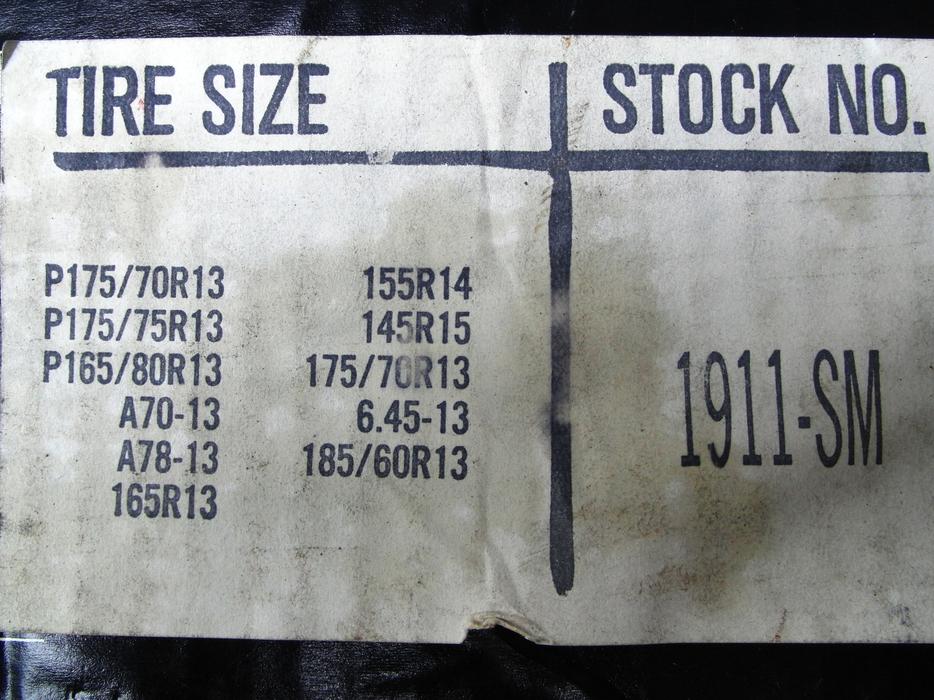 TIRE SIZE STOCK NO.
P175/70R13 155R14
P175/75R13 145R15
P165/80R13 175/70R13
A70-13 6.45-13
A78-13 185/60R13
165R13
1911-SM